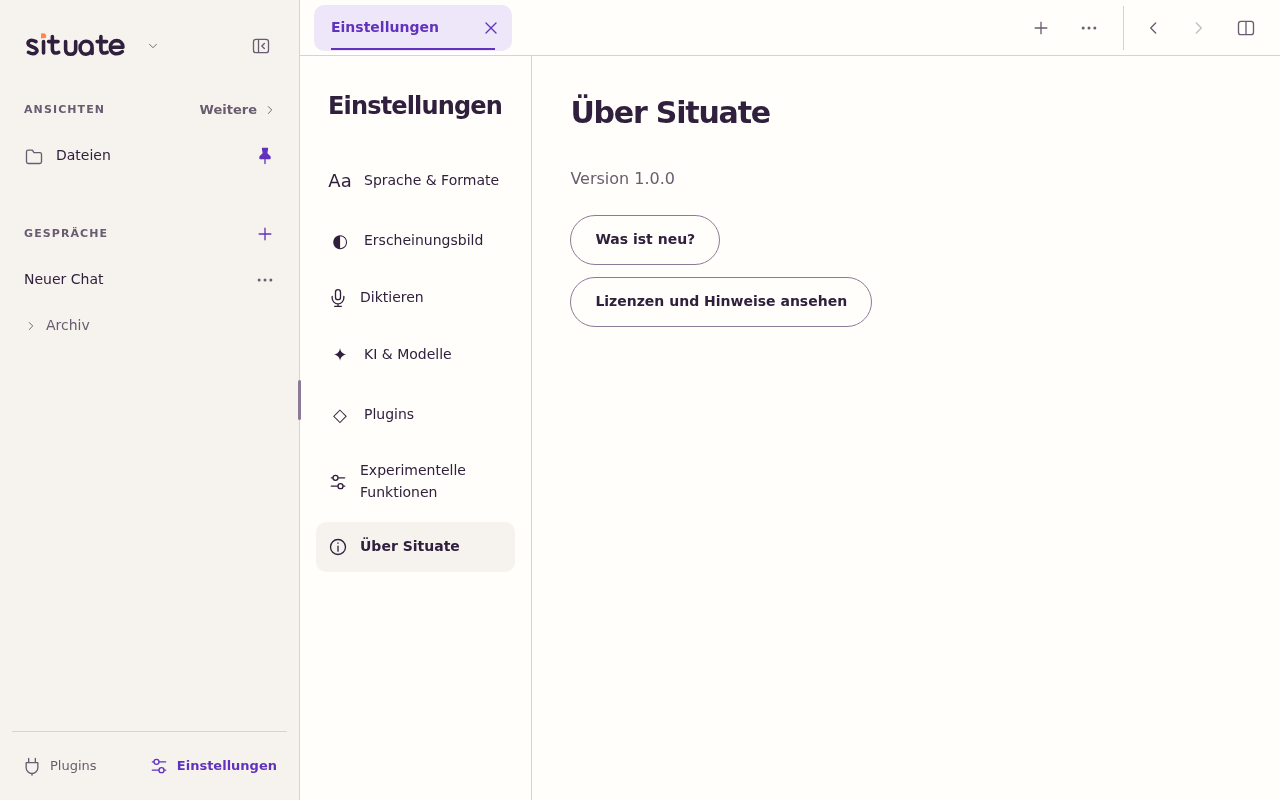 situate
ANSICHTEN
Weitere
Dateien
GESPRÄCHE
Neuer Chat
Archiv
Plugins
Einstellungen
Einstellungen
Einstellungen
Aa Sprache & Formate
Erscheinungsbild
Diktieren
KI & Modelle
Plugins
Experimentelle
Funktionen
Über Situate
Über Situate
Version 1.0.0
Was ist neu?
Lizenzen und Hinweise ansehen